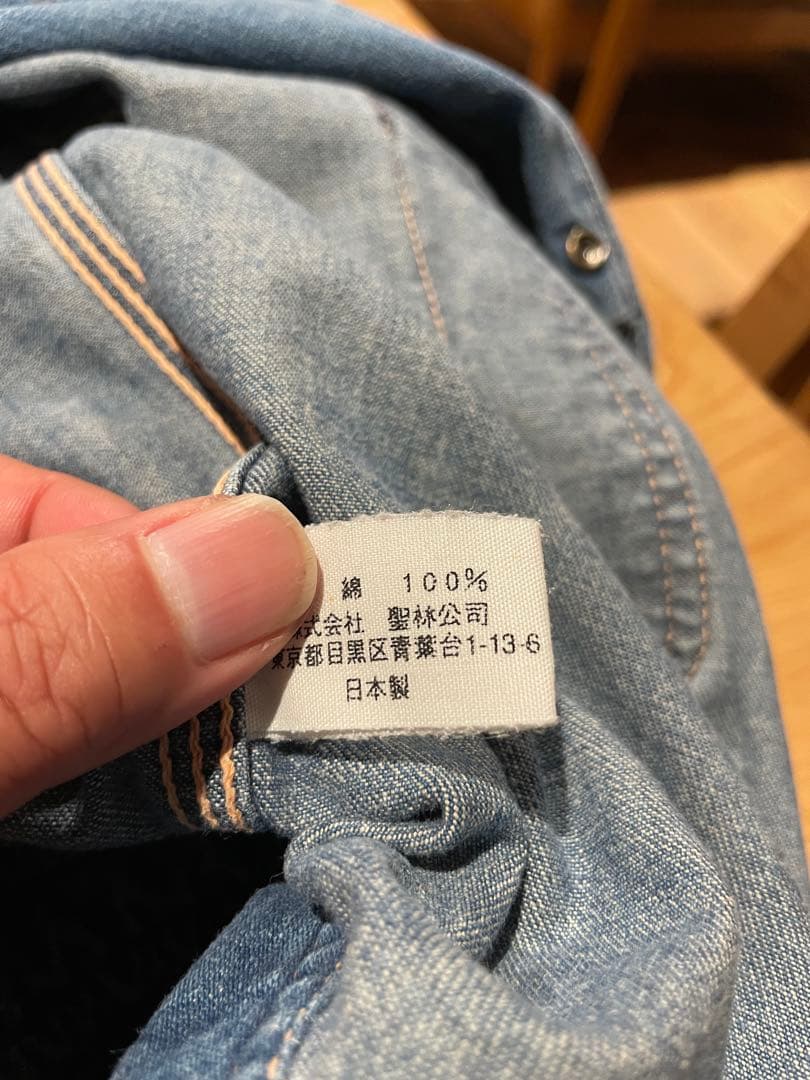 綿 100%
式会社 聖林公司
東京都目黒区青葉台1-13-6
日本製